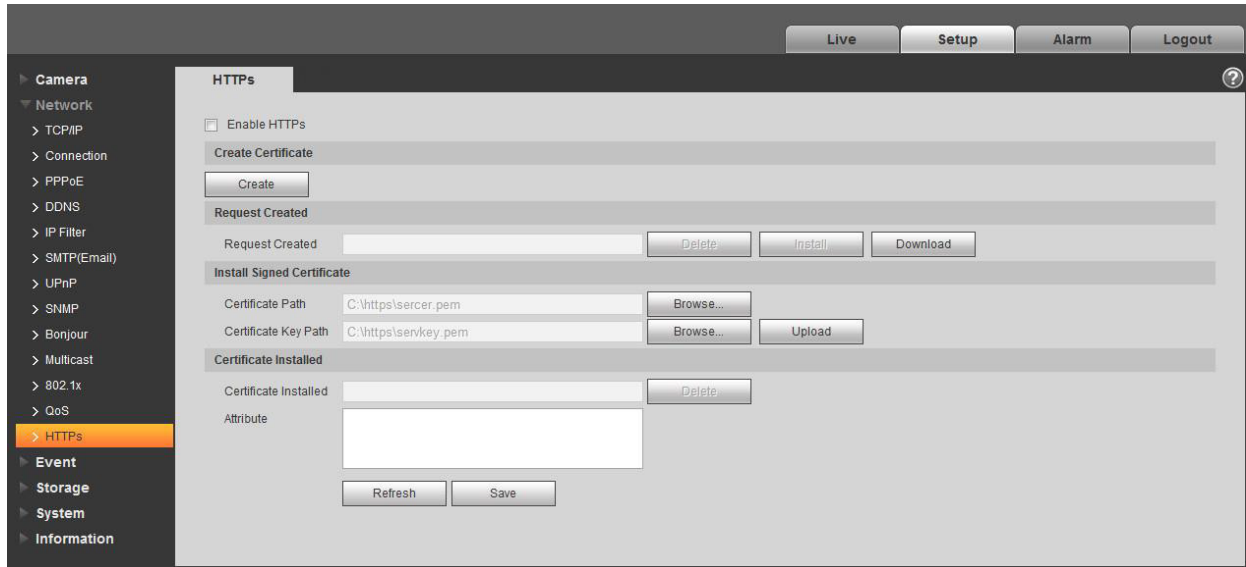 Live Setup Alarm Logout
Camera
Network
TCP/IP
Connection
PPPoE
DDNS
IP Filter
SMTP(Email)
UPnP
SNMP
Bonjour
Multicast
802.1x
QoS
HTTPs
Event
Storage
System
Information
HTTPs
?
Enable HTTPs
Create Certificate
Create
Request Created
Request Created Delete Install Download
Install Signed Certificate
Certificate Path C:\https\sercer.pem Browse...
Certificate Key Path C:\https\servkey.pem Browse... Upload
Certificate Installed
Certificate Installed Delete
Attribute
Refresh Save